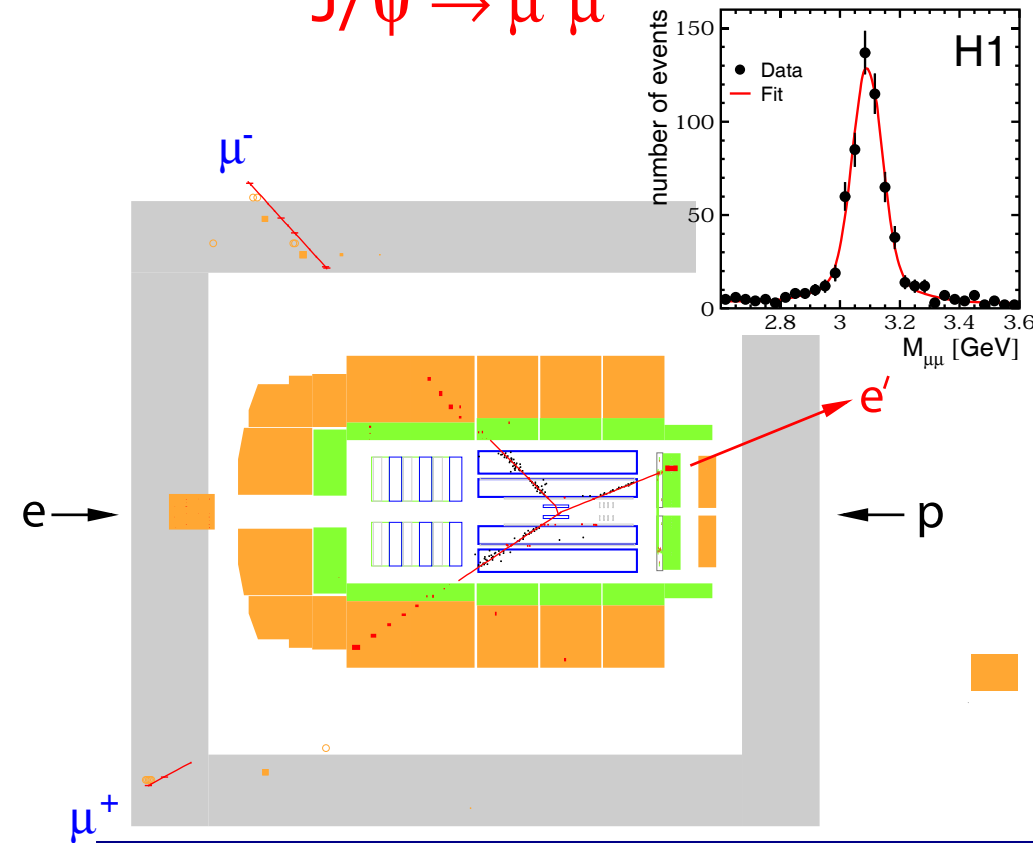 J/ψ → μ μ
H1
number of events
150
100
50
0
Data
Fit
2.8
3
3.2
3.4
3.6
M_μμ [GeV]
μ⁻
e′
e
p
μ⁺